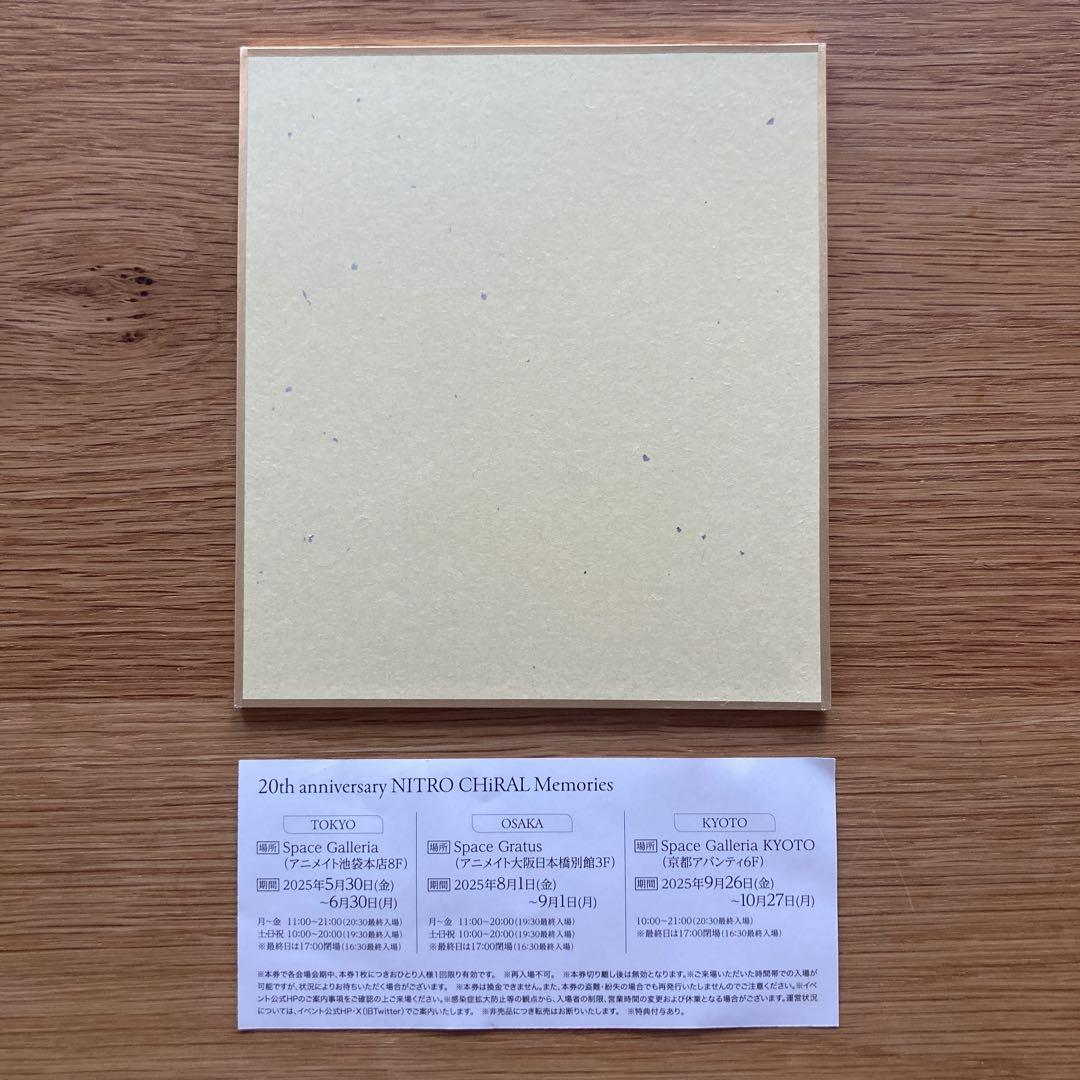 20th anniversary NITRO CHiRAL Memories
TOKYO
場所 Space Galleria
(アニメイト池袋本店8F)
期間 2025年5月30日(金)
~6月30日(月)
月~金 11:00~21:00(20:30最終入場)
土日祝 10:00~20:00(19:30最終入場)
※最終日は17:00閉場(16:30最終入場)
OSAKA
場所 Space Gratus
(アニメイト大阪日本橋別館3F)
期間 2025年8月1日(金)
~9月1日(月)
月~金 11:00~20:00(19:30最終入場)
土日祝 10:00~20:00(19:30最終入場)
※最終日は17:00閉場(16:30最終入場)
KYOTO
場所 Space Galleria KYOTO
(京都アバンティ6F)
期間 2025年9月26日(金)
~10月27日(月)
10:00~21:00(20:30最終入場)
※最終日は17:00閉場(16:30最終入場)
※本券で各会場会期中、本券1枚につきおひとり人様1回限り有効です。 ※再入場不可。 ※本券切り離し後は無効となります。※ご来場いただいた時間帯での入場が
可能ですが、状況によりお待ちいただく場合がございます。 ※本券は換金できません。また、本券の盗難・紛失の場合でも再発行いたしませんのでご注意ください。※イベ
ント公式HPのご案内事項をご確認の上ご来場ください。※感染症拡大防止等の観点から、入場者の制限、営業時間の変更および休業となる場合がございます。運営状況
については、イベント公式HP・X(旧Twitter)でご案内いたします。 ※非売品につき転売はお断りいたします。 ※特典付与あり。